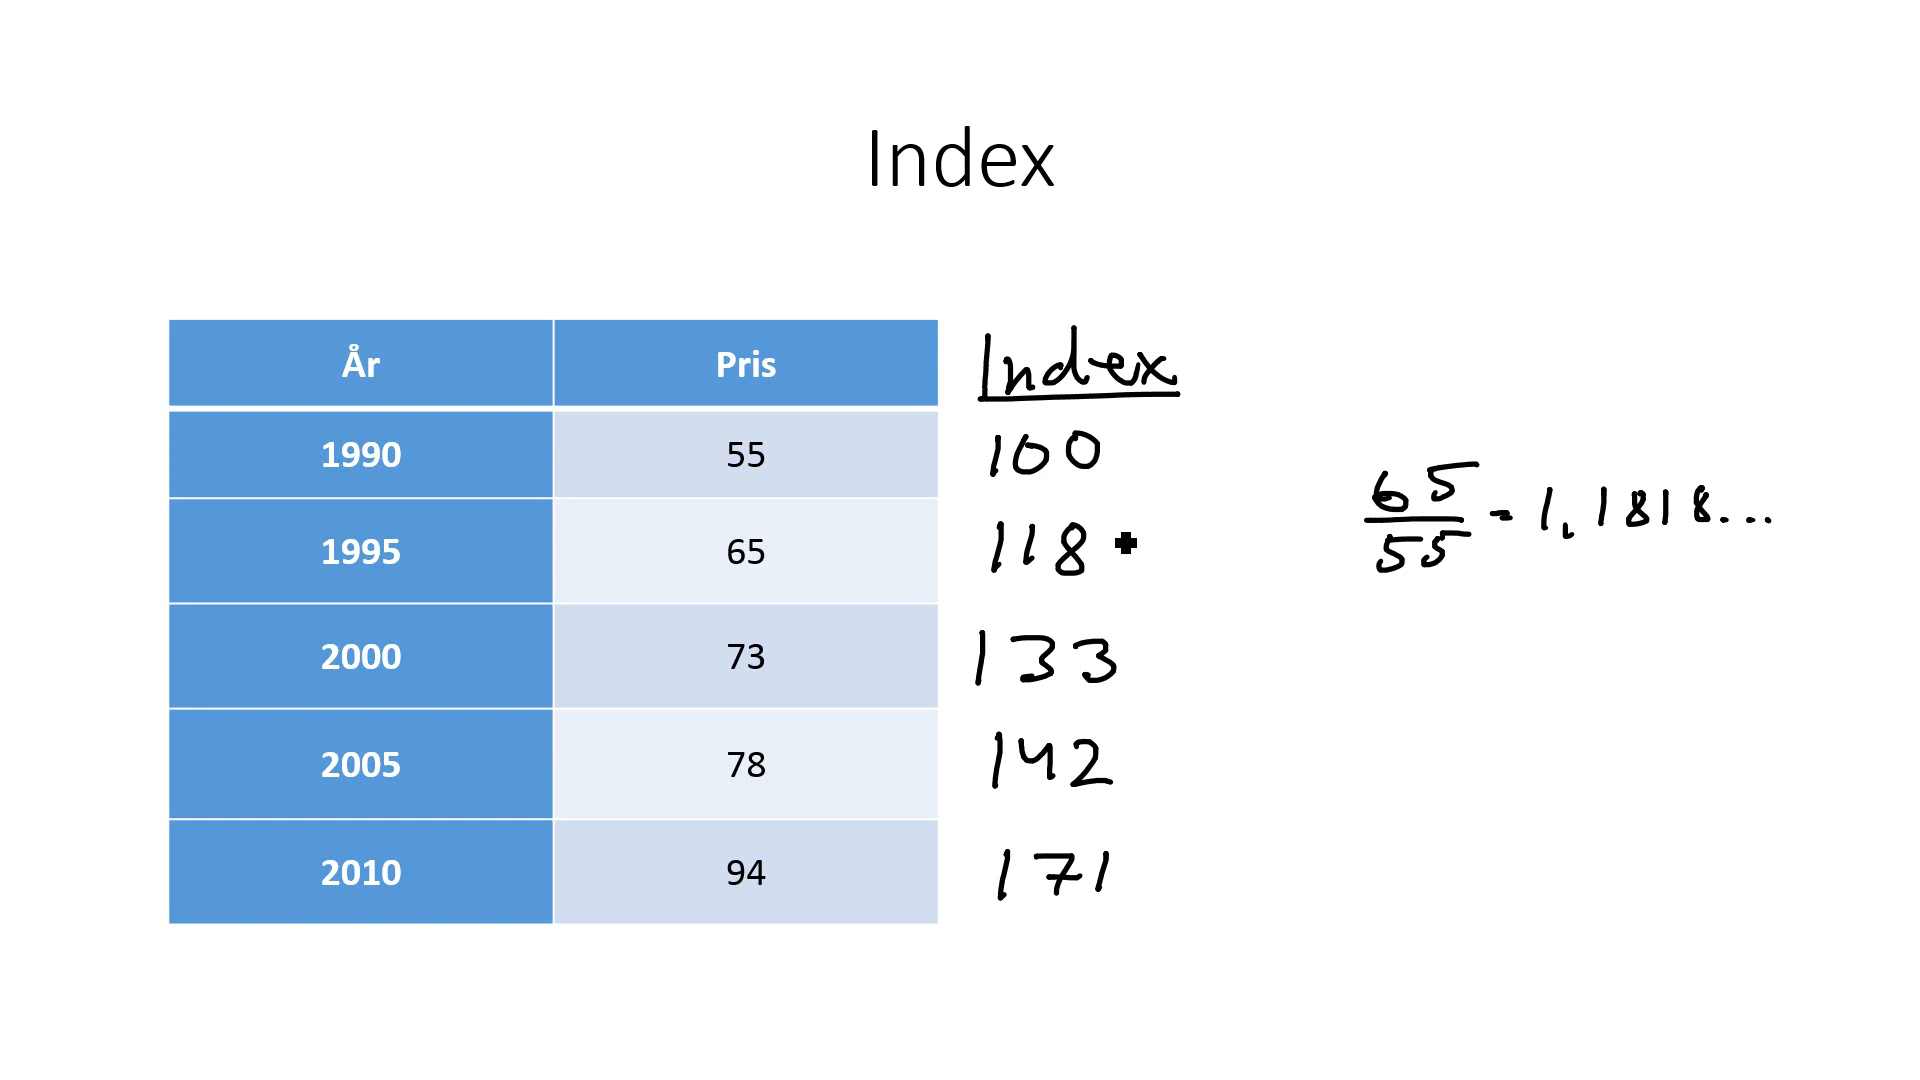 Index
År Pris Index
1990 55 100
1995 65 118
2000 73 133
2005 78 142
2010 94 171
65/55 = 1,1818...